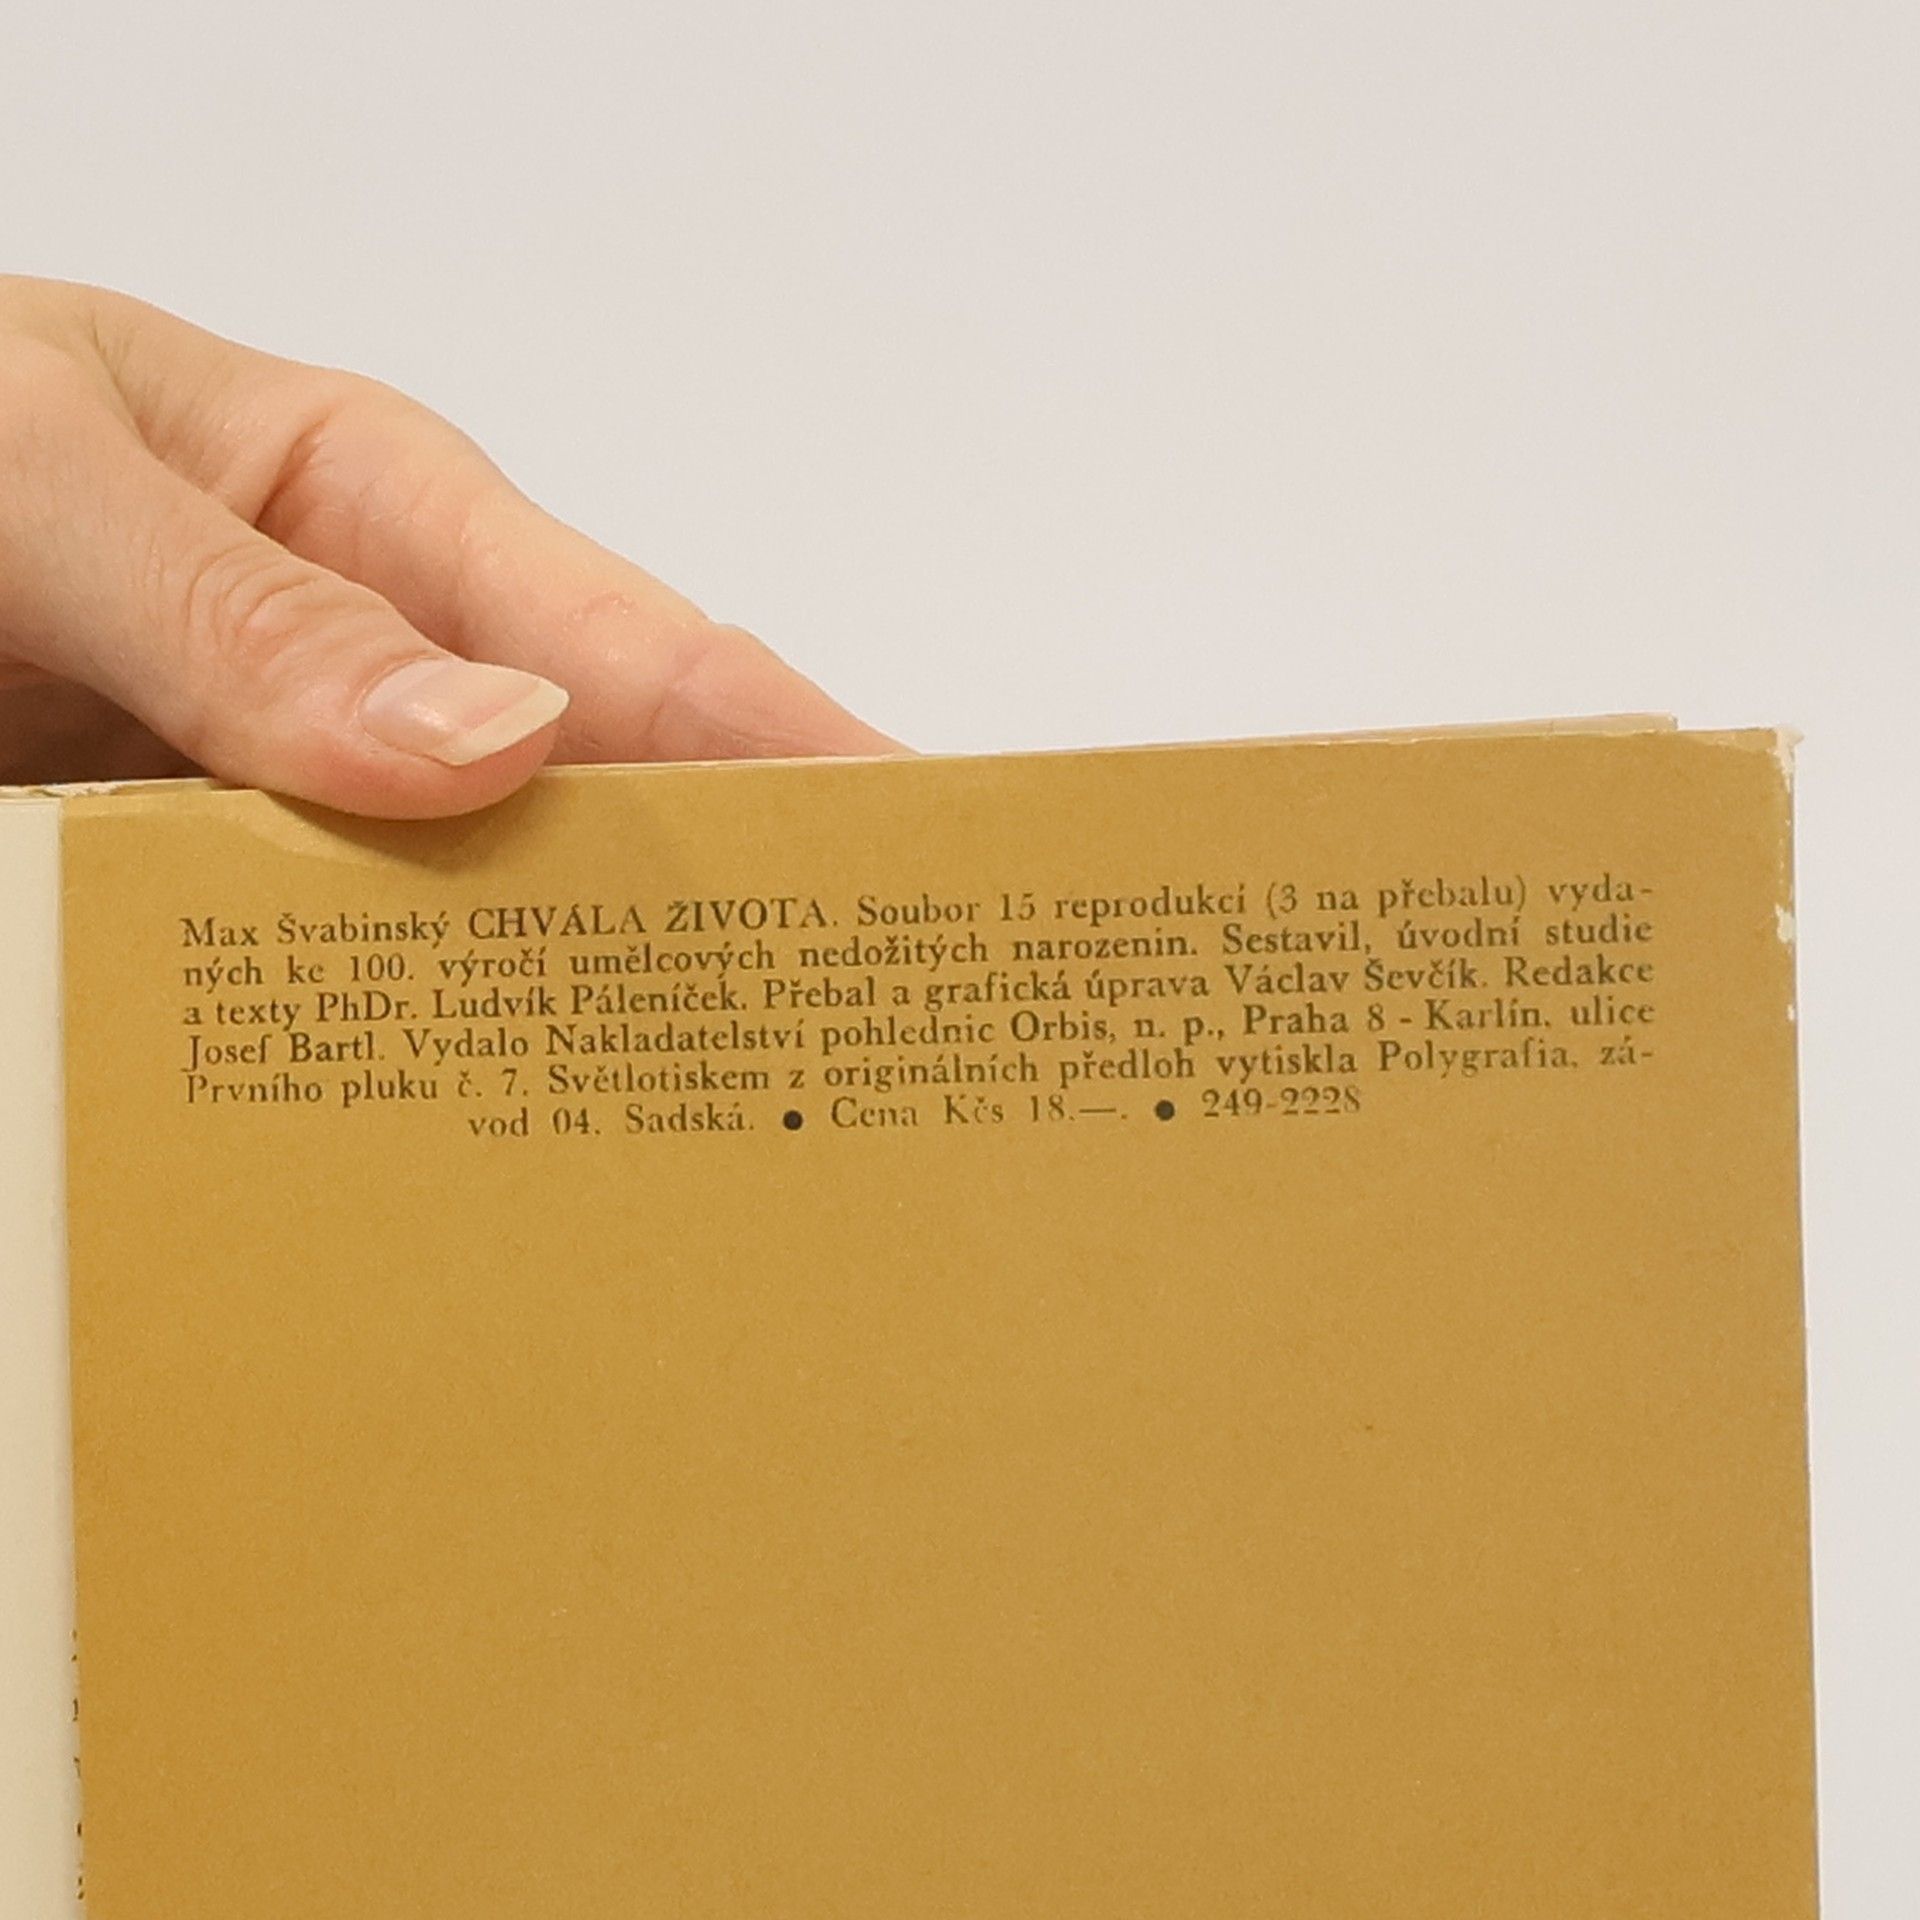 Max Švabinský CHVÁLA ŽIVOTA. Soubor 15 reprodukcí (3 na přebalu) vyda-
ných ke 100. výročí umělcových nedožitých narozenin. Sestavil, úvodní studie
a texty PhDr. Ludvík Páleníček. Přebal a grafická úprava Václav Ševčík. Redakce
Josef Bartl. Vydalo Nakladatelství pohlednic Orbis, n. p., Praha 8 - Karlín, ulice
Prvního pluku č. 7. Světlotiskem z originálních předloh vytiskla Polygrafia, zá-
vod 04, Sadská. ● Cena Kčs 18.—. ● 249-2228